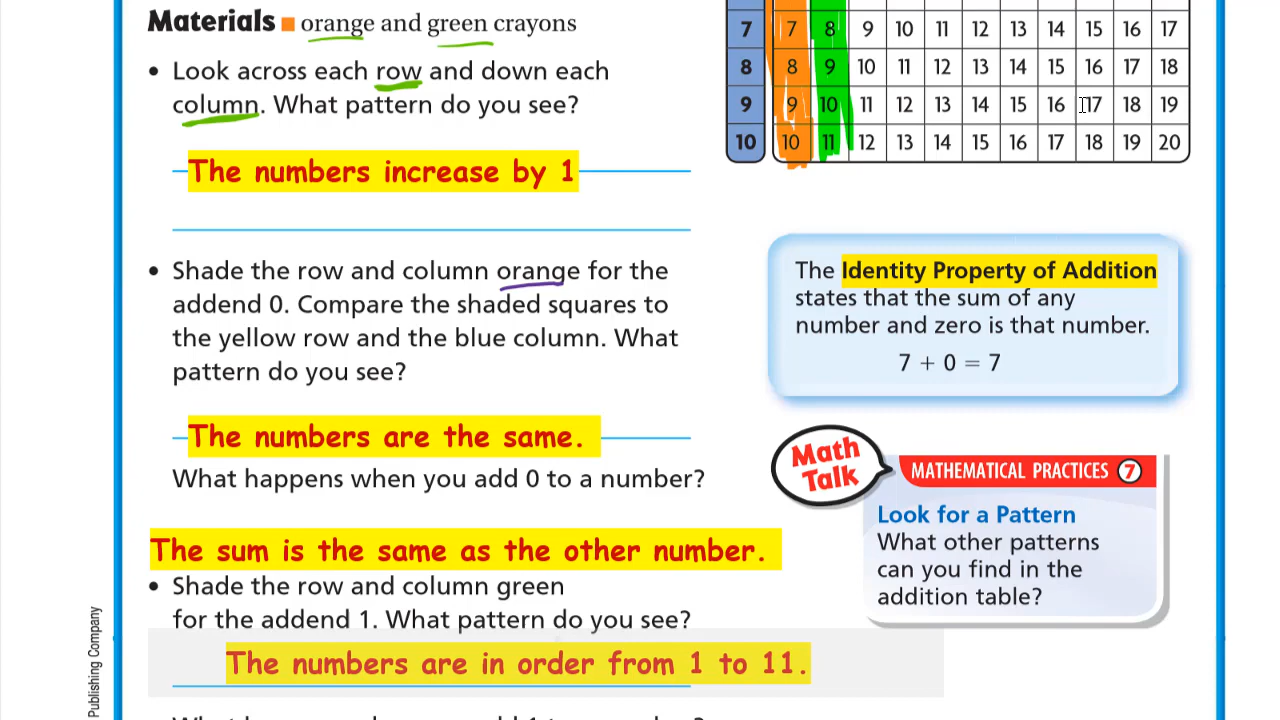 Materials ■ orange and green crayons
• Look across each row and down each
column. What pattern do you see?
The numbers increase by 1
• Shade the row and column orange for the
addend 0. Compare the shaded squares to
the yellow row and the blue column. What
pattern do you see?
The numbers are the same.
What happens when you add 0 to a number?
The sum is the same as the other number.
• Shade the row and column green
for the addend 1. What pattern do you see?
The numbers are in order from 1 to 11.
7 7 8 9 10 11 12 13 14 15 16 17
8 8 9 10 11 12 13 14 15 16 17 18
9 9 10 11 12 13 14 15 16 17 18 19
10 10 11 12 13 14 15 16 17 18 19 20
The Identity Property of Addition
states that the sum of any
number and zero is that number.
7 + 0 = 7
Math
Talk
MATHEMATICAL PRACTICES 7
Look for a Pattern
What other patterns
can you find in the
addition table?
Publishing Company